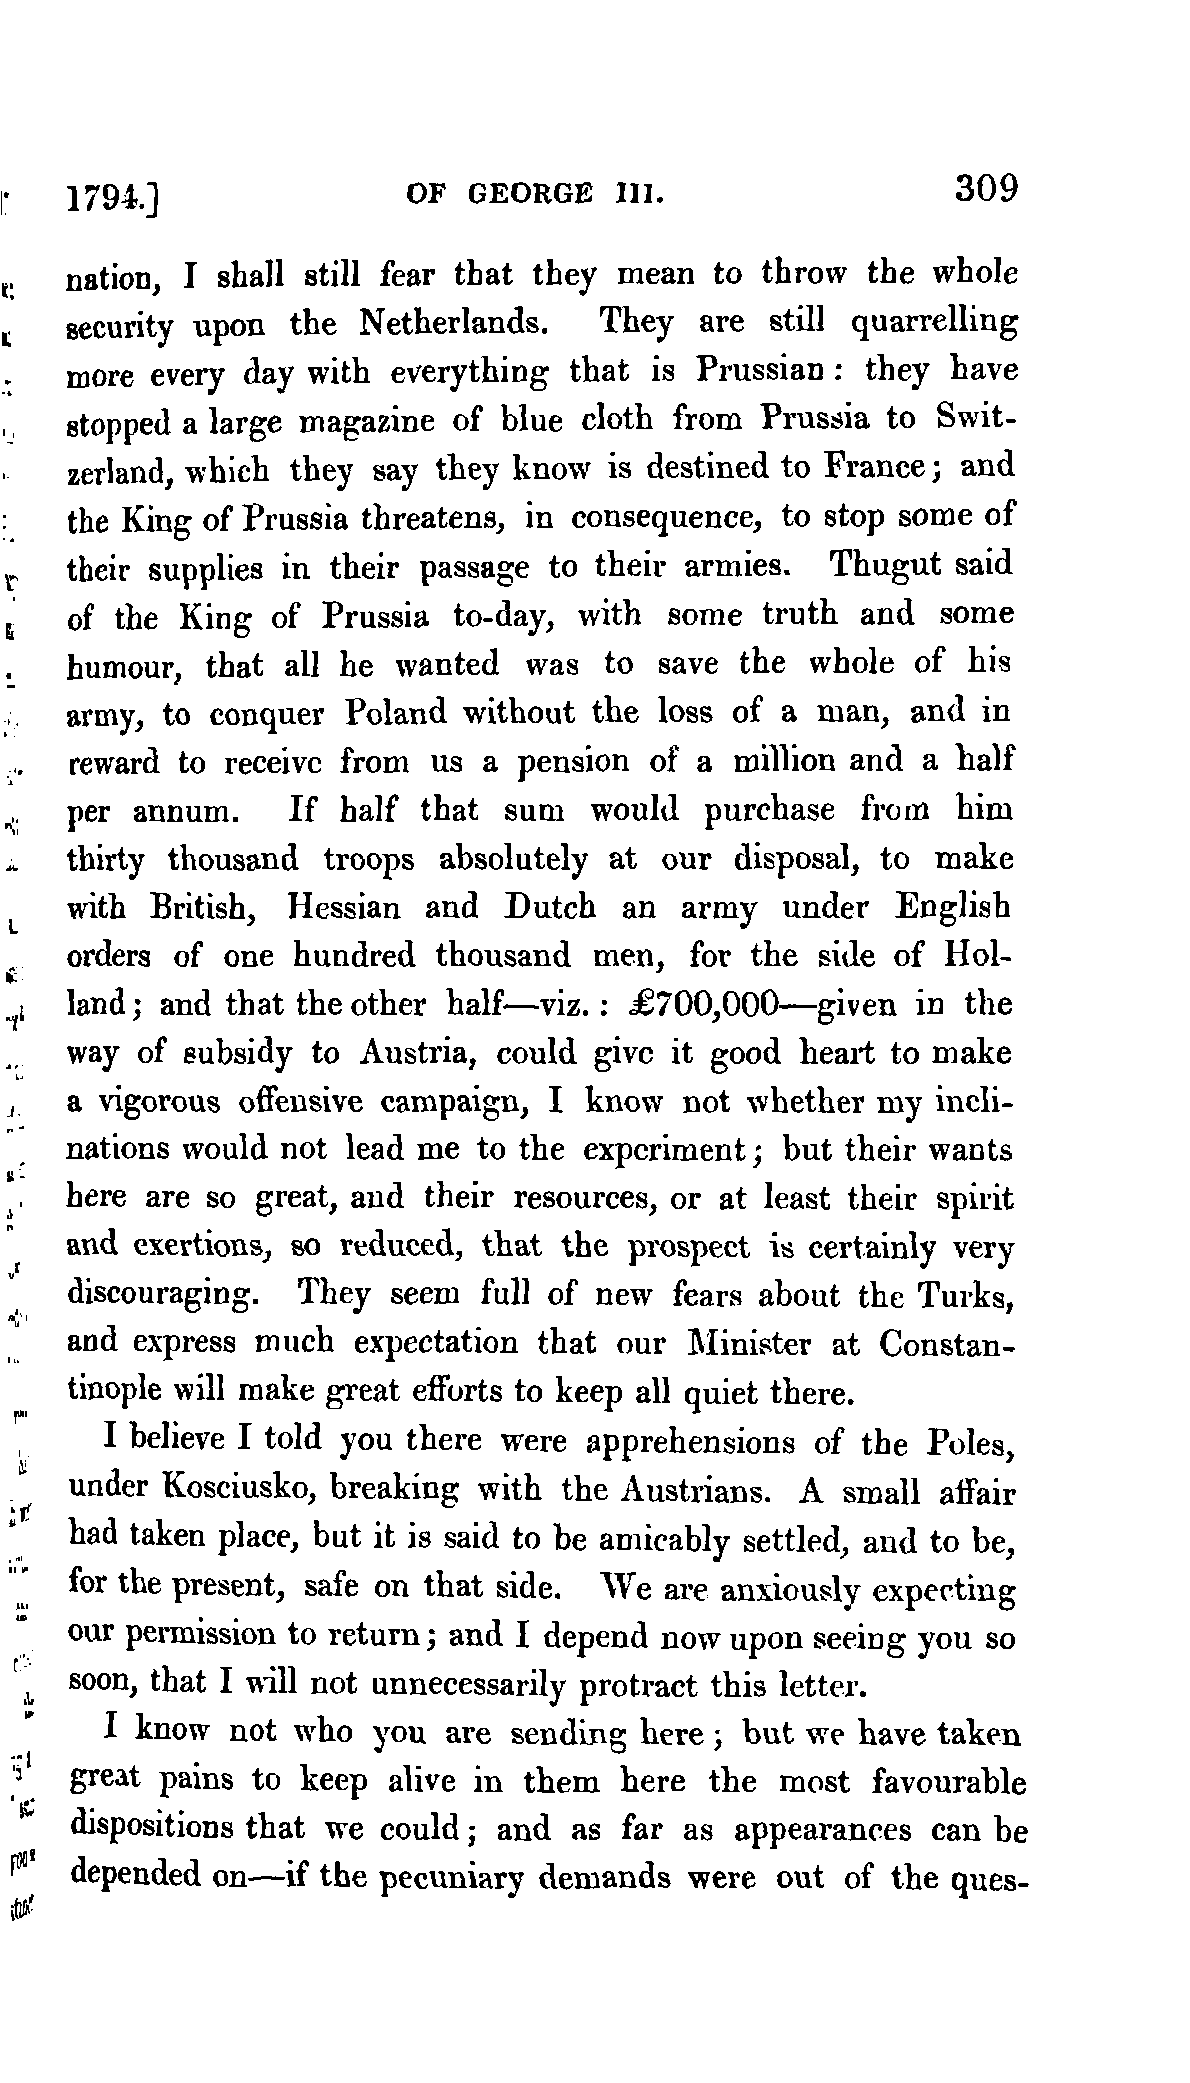 1794.] OF GEORGE III. 309
nation, I shall still fear that they mean to throw the whole
security upon the Netherlands. They are still quarrelling
more every day with everything that is Prussian : they have
stopped a large magazine of blue cloth from Prussia to Swit-
zerland, which they say they know is destined to France; and
the King of Prussia threatens, in consequence, to stop some of
their supplies in their passage to their armies. Thugut said
of the King of Prussia to-day, with some truth and some
humour, that all he wanted was to save the whole of his
army, to conquer Poland without the loss of a man, and in
reward to receive from us a pension of a million and a half
per annum. If half that sum would purchase from him
thirty thousand troops absolutely at our disposal, to make
with British, Hessian and Dutch an army under English
orders of one hundred thousand men, for the side of Hol-
land; and that the other half—viz. : £700,000—given in the
way of subsidy to Austria, could give it good heart to make
a vigorous offensive campaign, I know not whether my incli-
nations would not lead me to the experiment; but their wants
here are so great, and their resources, or at least their spirit
and exertions, so reduced, that the prospect is certainly very
discouraging. They seem full of new fears about the Turks,
and express much expectation that our Minister at Constan-
tinople will make great efforts to keep all quiet there.
I believe I told you there were apprehensions of the Poles,
under Kosciusko, breaking with the Austrians. A small affair
had taken place, but it is said to be amicably settled, and to be,
for the present, safe on that side. We are anxiously expecting
our permission to return; and I depend now upon seeing you so
soon, that I will not unnecessarily protract this letter.
I know not who you are sending here; but we have taken
great pains to keep alive in them here the most favourable
dispositions that we could; and as far as appearances can be
depended on—if the pecuniary demands were out of the ques-